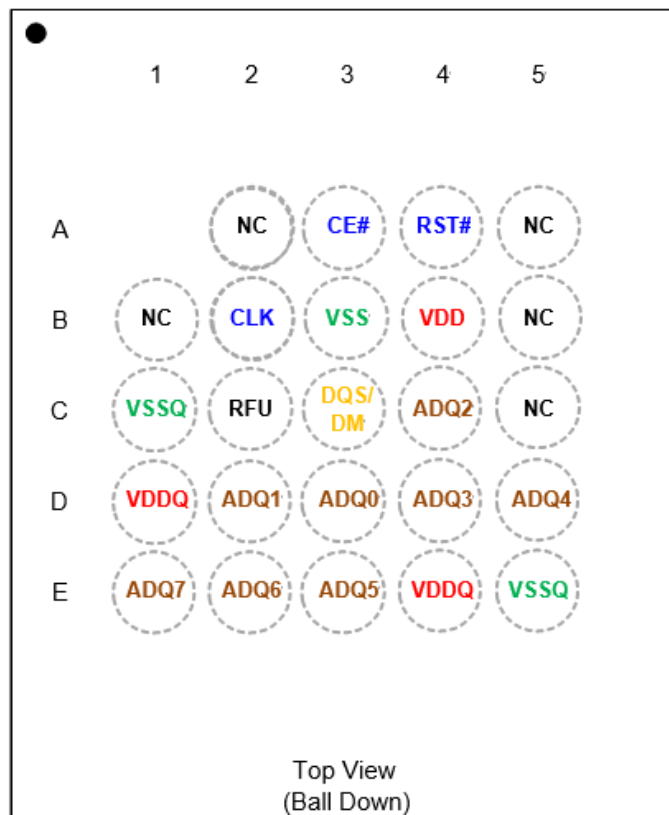 1 2 3 4 5
A NC CE# RST# NC
B NC CLK VSS VDD NC
C VSSQ RFU DQS/ ADQ2 NC
DM
D VDDQ ADQ1 ADQ0 ADQ3 ADQ4
E ADQ7 ADQ6 ADQ5 VDDQ VSSQ
Top View
(Ball Down)